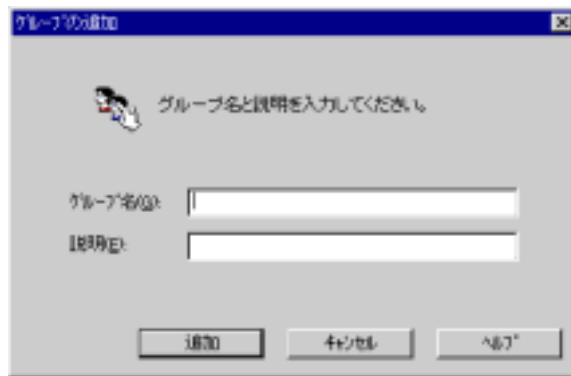 グループの追加
グループ名と説明を入力してください。
グループ名(G):
説明(E):
追加
キャンセル
ヘルプ